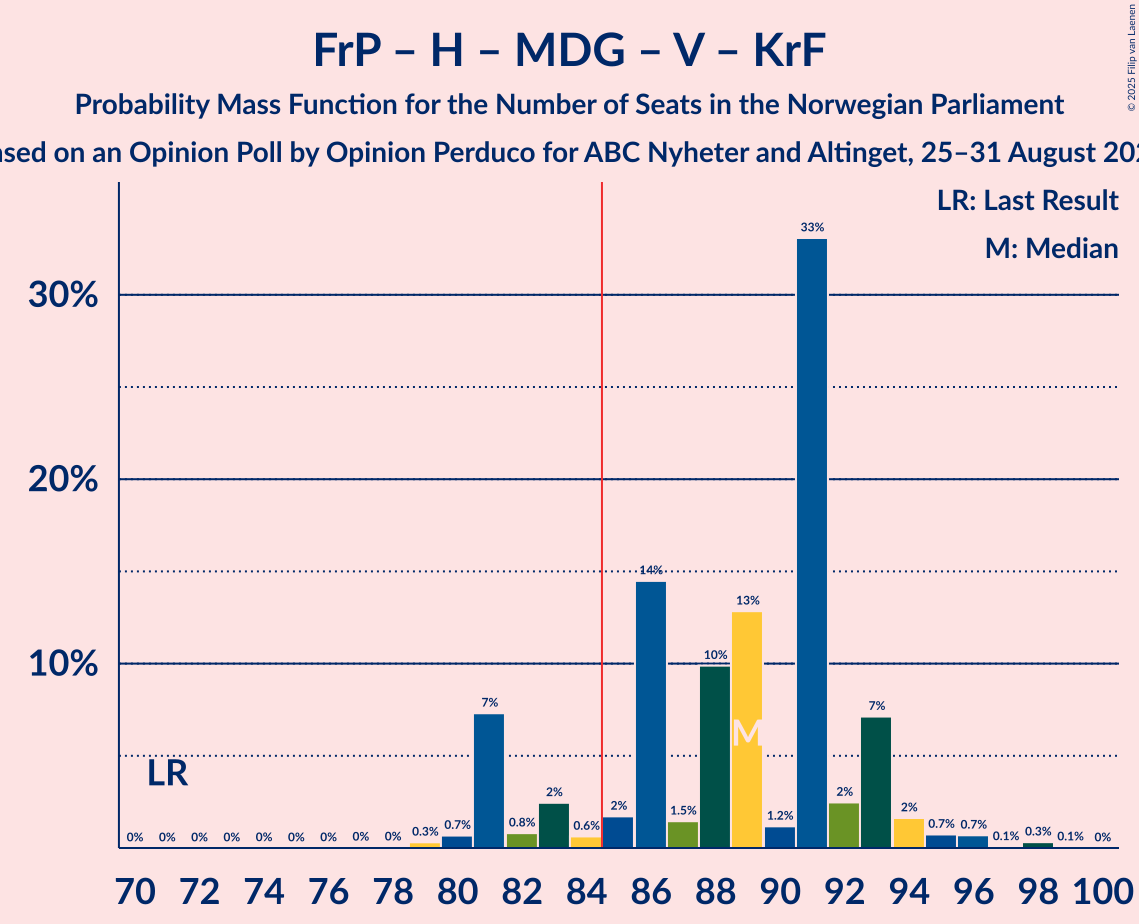 FrP – H – MDG – V – KrF
Probability Mass Function for the Number of Seats in the Norwegian Parliament
on an Opinion Poll by Opinion Perduco for ABC Nyheter and Altinget, 25–31 August
© 2025 Filip van Laenen
LR: Last Result
M: Median
30%
20%
10%
LR
M
0% 0% 0% 0% 0% 0% 0% 0% 0% 0.3% 0.7% 7% 0.8% 2% 0.6% 2% 14% 1.5% 10% 13% 1.2% 33% 2% 7% 2% 0.7% 0.7% 0.1% 0.3% 0.1% 0%
70 72 74 76 78 80 82 84 86 88 90 92 94 96 98 100